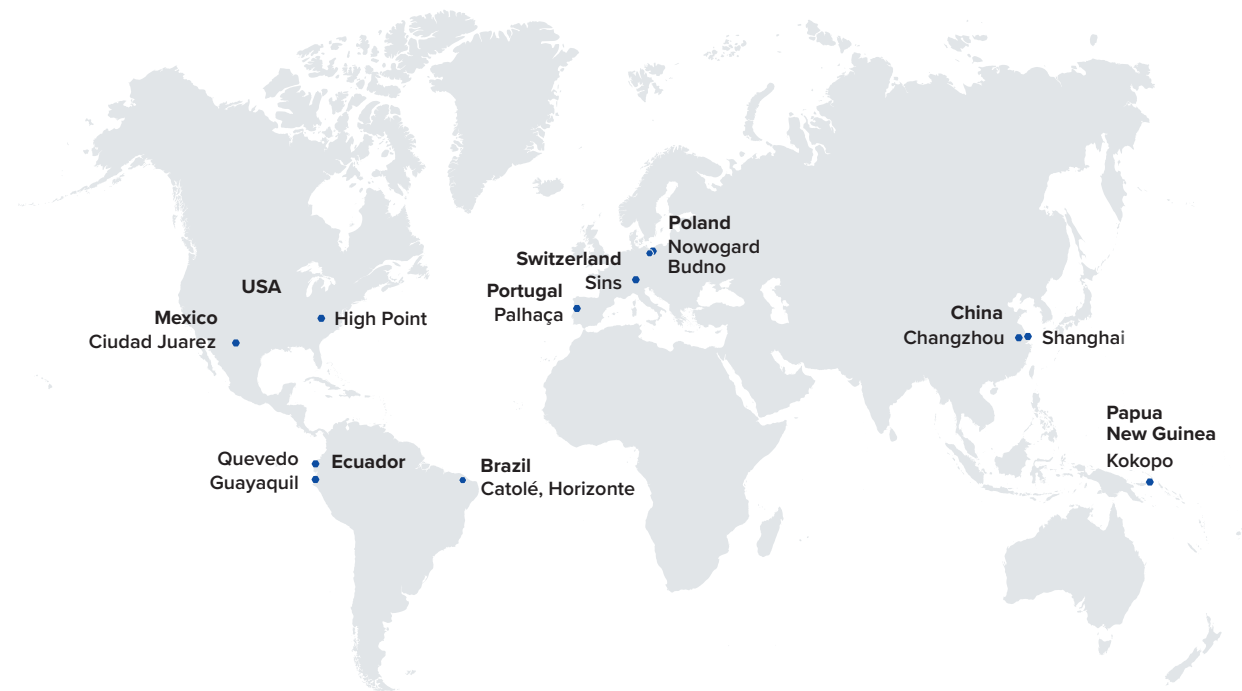 Poland
Nowogard
Budno
Switzerland
Sins
Portugal
Palhaça
USA
High Point
Mexico
Ciudad Juarez
China
Changzhou
Shanghai
Papua
New Guinea
Kokopo
Quevedo
Guayaquil
Ecuador
Brazil
Catolé, Horizonte